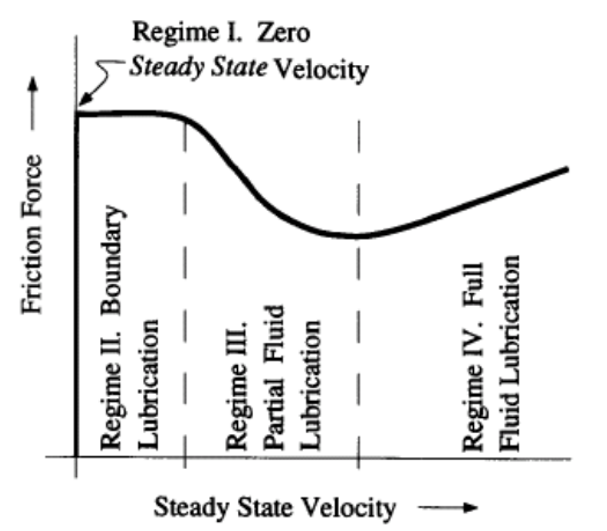 Regime I. Zero
Steady State Velocity
Friction Force
Regime II. Boundary
Lubrication
Regime III.
Partial Fluid
Lubrication
Regime IV. Full
Fluid Lubrication
Steady State Velocity